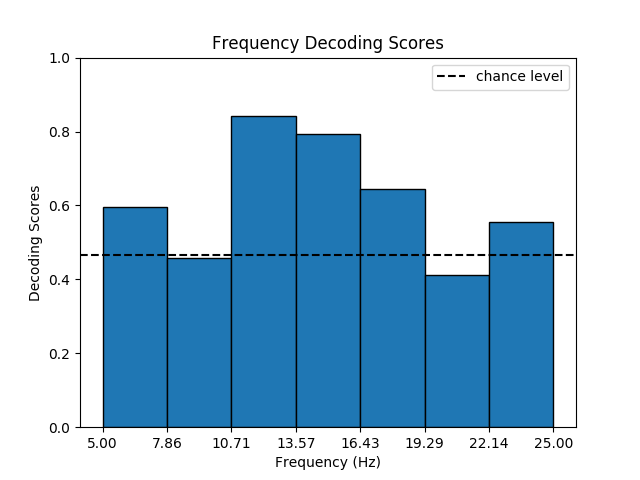 Frequency Decoding Scores
chance level
1.0
0.8
0.6
0.4
0.2
0.0
Decoding Scores
5.00 7.86 10.71 13.57 16.43 19.29 22.14 25.00
Frequency (Hz)